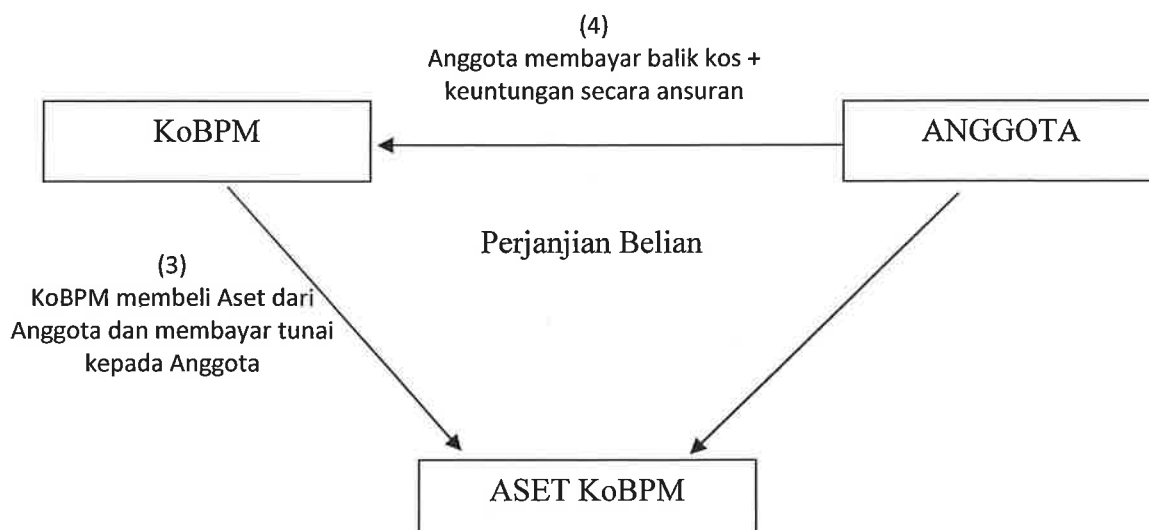 (4)
Anggota membayar balik kos +
keuntungan secara ansuran
KoBPM
ANGGOTA
Perjanjian Belian
(3)
KoBPM membeli Aset dari
Anggota dan membayar tunai
kepada Anggota
ASET KoBPM